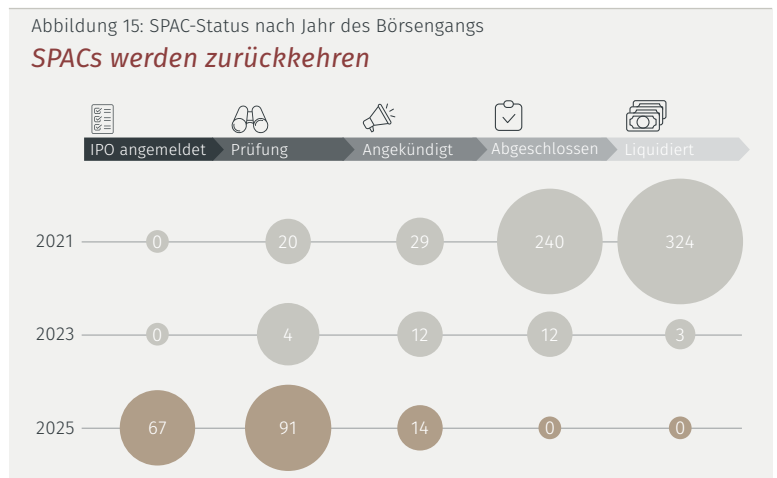 Abbildung 15: SPAC-Status nach Jahr des Börsengangs
SPACs werden zurückkehren
IPO angemeldet Prüfung Angekündigt Abgeschlossen Liquidiert
2021 0 20 29 240 324
2023 0 4 12 12 3
2025 67 91 14 0 0